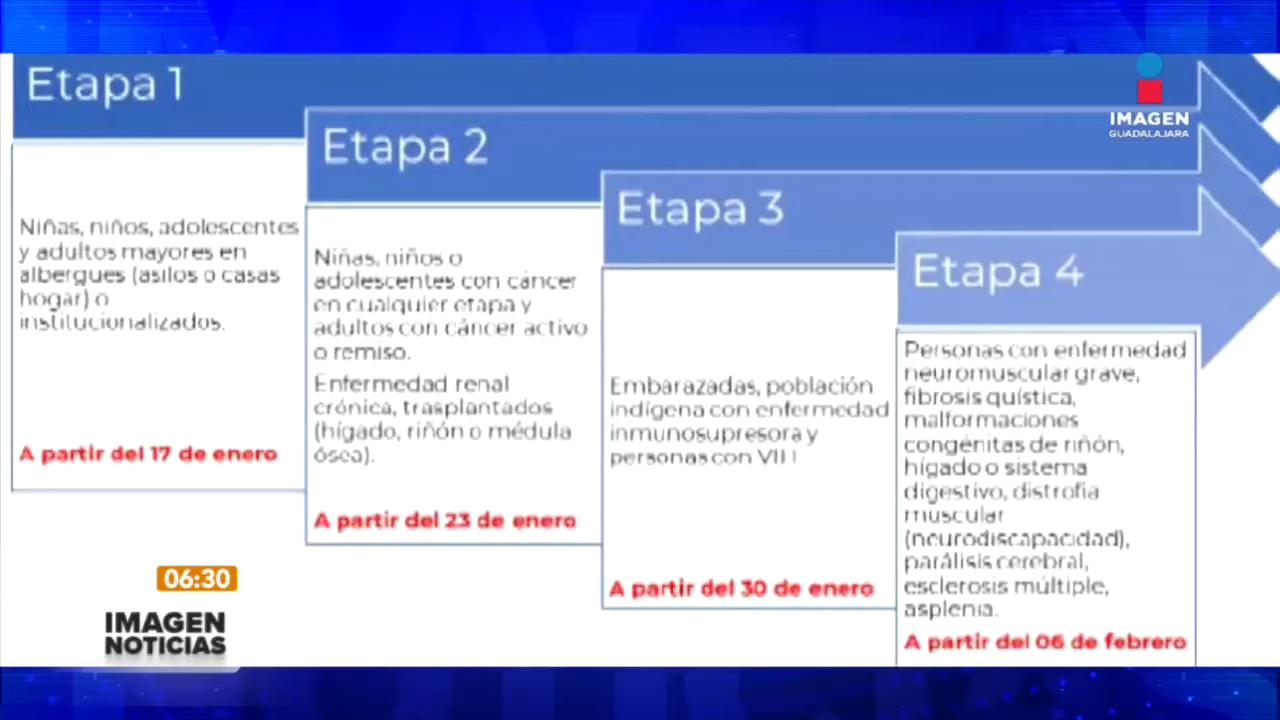 Etapa 1
Niñas, niños, adolescentes
y adultos mayores en
albergues (asilos o casas
hogar) o
institucionalizados.
A partir del 17 de enero
Etapa 2
Niñas, niños o
adolescentes con cáncer
en cualquier etapa y
adultos con cáncer activo
o remiso.
Enfermedad renal
crónica, trasplantados
(hígado, riñón o médula
ósea).
A partir del 23 de enero
Etapa 3
Embarazadas, población
indígena con enfermedad
inmunosupresora y
personas con
A partir del 30 de enero
Etapa 4
Personas con enfermedad
neuromuscular grave,
fibrosis quística,
malformaciones
congénitas de riñón,
hígado o sistema
digestivo, distrofia
muscular
(neurodiscapacidad),
parálisis cerebral,
esclerosis múltiple,
asplenia.
A partir del 06 de febrero
IMAGEN
GUADALAJARA
06:30
IMAGEN
NOTICIAS